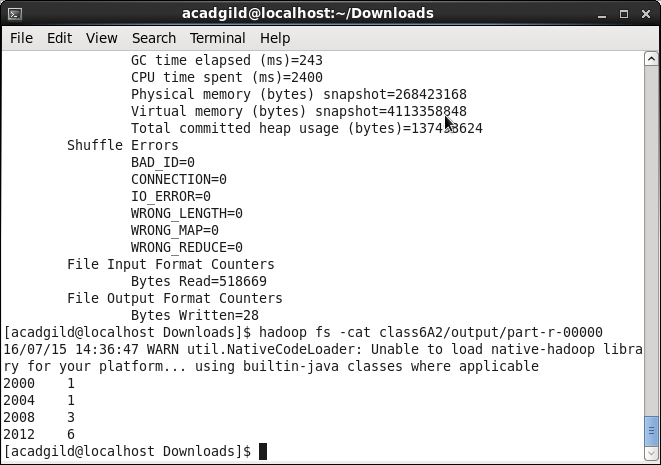 acadgild@localhost:~/Downloads
File Edit View Search Terminal Help
GC time elapsed (ms)=243
CPU time spent (ms)=2400
Physical memory (bytes) snapshot=268423168
Virtual memory (bytes) snapshot=4113358848
Total committed heap usage (bytes)=
Shuffle Errors
BAD_ID=0
CONNECTION=0
IO_ERROR=0
WRONG_LENGTH=0
WRONG_MAP=0
WRONG_REDUCE=0
File Input Format Counters
Bytes Read=518669
File Output Format Counters
Bytes Written=28
[acadgild@localhost Downloads]$ hadoop fs -cat class6A2/output/part-r-00000
16/07/15 14:36:47 WARN util.NativeCodeLoader: Unable to load native-hadoop libra
ry for your platform... using builtin-java classes where applicable
2000 1
2004 1
2008 3
2012 6
[acadgild@localhost Downloads]$